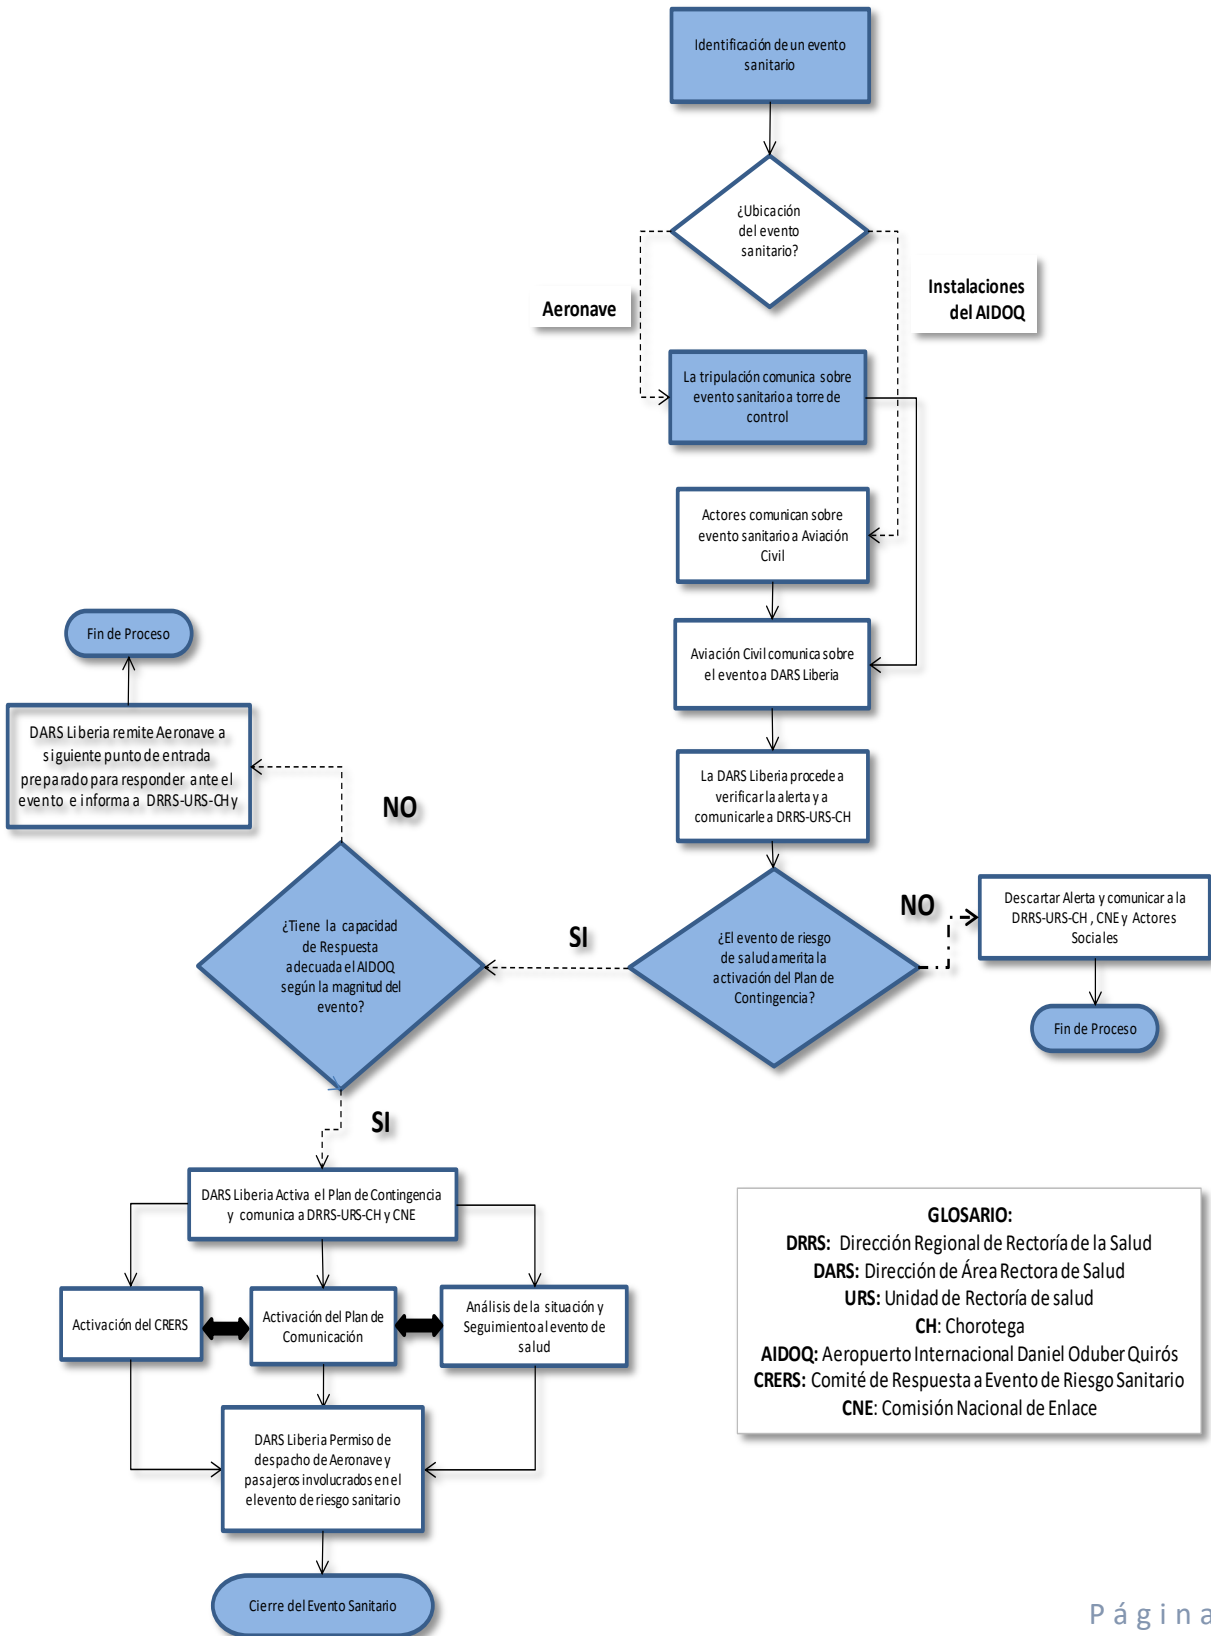 Identificación de un evento
sanitario
¿Ubicación
del evento
sanitario?
Aeronave
Instalaciones
del AIDOQ
La tripulación comunica sobre
evento sanitario a torre de
control
Actores comunican sobre
evento sanitario a Aviación
Civil
Aviación Civil comunica sobre
el evento a DARS Liberia
La DARS Liberia procede a
verificar la alerta y a
comunicarle a DRRS-URS-CH
Fin de Proceso
DARS Liberia remite Aeronave a
siguiente punto de entrada
preparado para responder ante el
evento e informa a DRRS-URS-CH y
NO
¿Tiene la capacidad
de Respuesta
adecuada el AIDOQ
según la magnitud del
evento?
SI
¿El evento de riesgo
de salud amerita la
activación del Plan de
Contingencia?
NO
Descartar Alerta y comunicar a la
DRRS-URS-CH , CNE y Actores
Sociales
Fin de Proceso
SI
DARS Liberia Activa el Plan de Contingencia
y comunica a DRRS-URS-CH y CNE
Activación del CRERS
Activación del Plan de
Comunicación
Análisis de la situación y
Seguimiento al evento de
salud
DARS Liberia Permiso de
despacho de Aeronave y
pasajeros involucrados en el
elevento de riesgo sanitario
Cierre del Evento Sanitario
GLOSARIO:
DRRS: Dirección Regional de Rectoría de la Salud
DARS: Dirección de Área Rectora de Salud
URS: Unidad de Rectoría de salud
CH: Chorotega
AIDOQ: Aeropuerto Internacional Daniel Oduber Quirós
CRERS: Comité de Respuesta a Evento de Riesgo Sanitario
CNE: Comisión Nacional de Enlace
Página